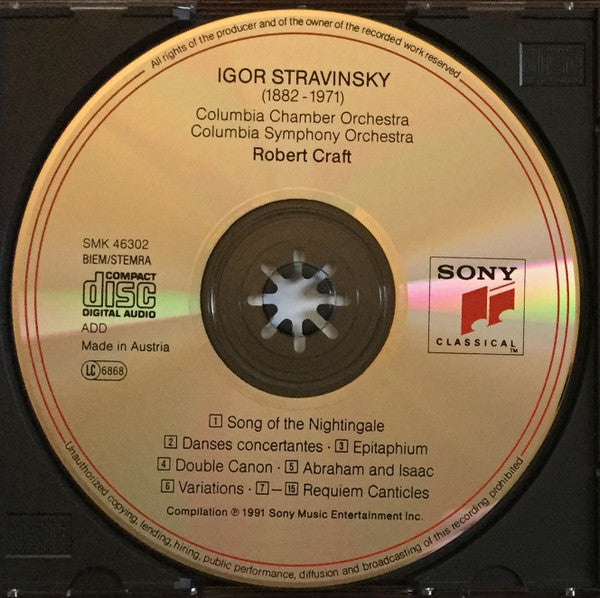 All rights of the producer and of the owner of the recorded work reserved
IGOR STRAVINSKY
(1882 - 1971)
Columbia Chamber Orchestra
Columbia Symphony Orchestra
Robert Craft
SMK 46302
BIEM/STEMRA
COMPACT
disc
DIGITAL AUDIO
ADD
Made in Austria
LC 6868
SONY
CLASSICAL™
1 Song of the Nightingale
2 Danses concertantes · 3 Epitaphium
4 Double Canon · 5 Abraham and Isaac
6 Variations · 7 – 15 Requiem Canticles
Compilation ℗ 1991 Sony Music Entertainment Inc.
Unauthorized copying, lending, hiring, public performance, diffusion and broadcasting of this recording prohibited